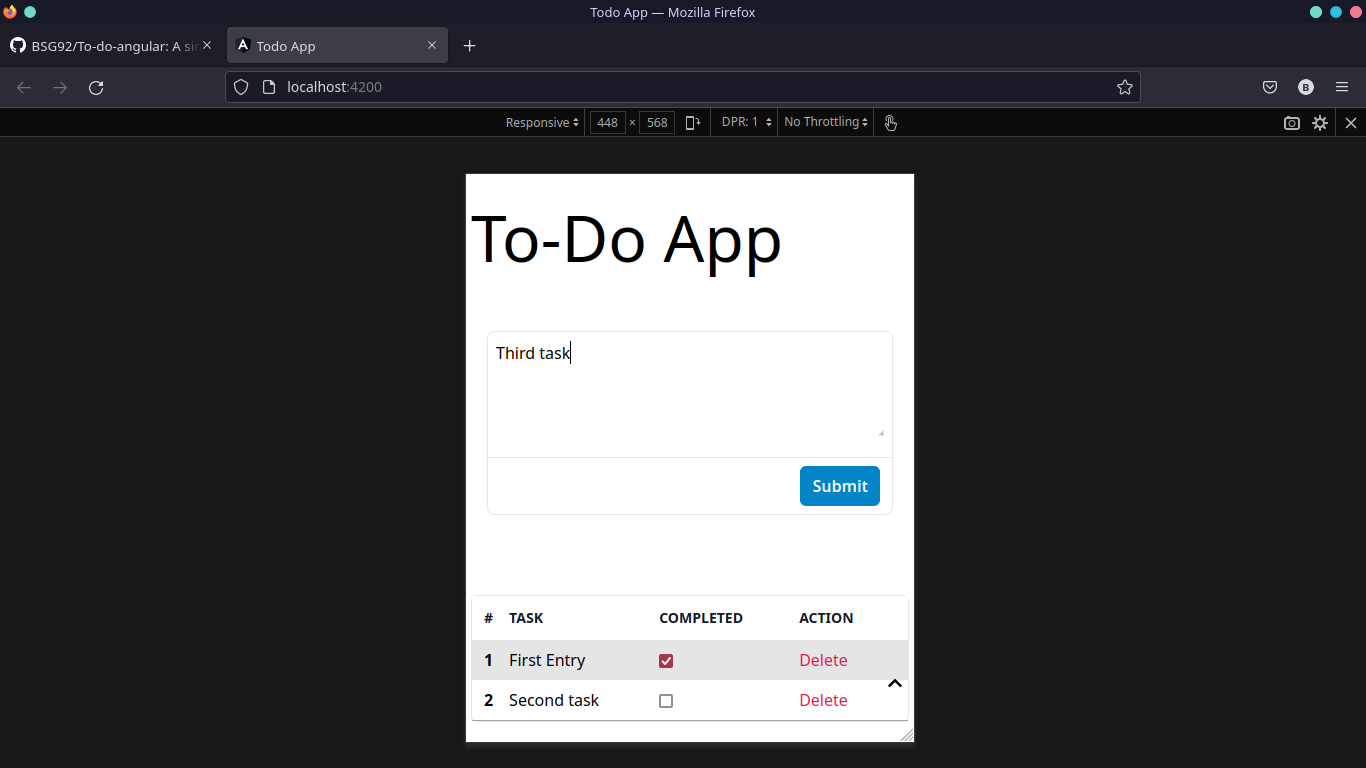 Todo App — Mozilla Firefox
BSG92/To-do-angular: A sin
Todo App
localhost:4200
B
Responsive 448 × 568 DPR: 1 No Throttling
To-Do App
Third task
Submit
# TASK COMPLETED ACTION
1 First Entry Delete
2 Second task Delete